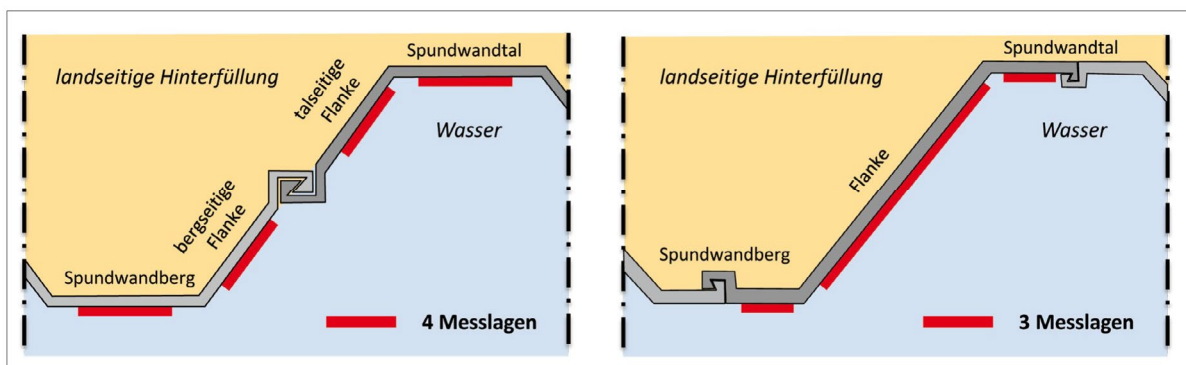 Spundwandtal
landseitige Hinterfüllung
talseitige
Flanke
Wasser
bergseitige
Flanke
Spundwandberg
4 Messlagen
Spundwandtal
landseitige Hinterfüllung
Wasser
Flanke
Spundwandberg
3 Messlagen